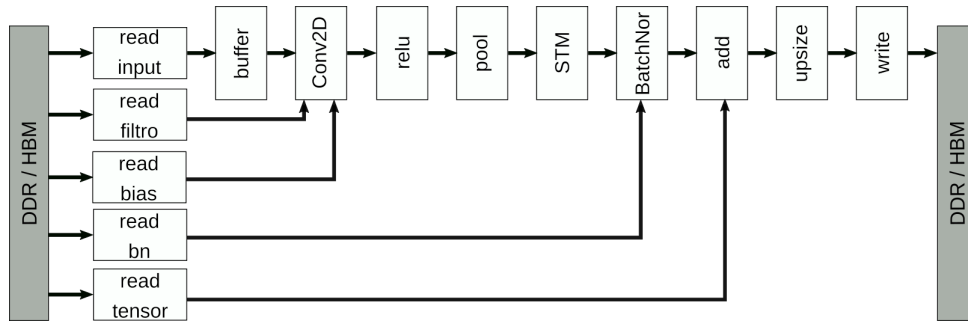 DDR / HBM
read
input
read
filtro
read
bias
read
bn
read
tensor
buffer
Conv2D
relu
pool
STM
BatchNor
add
upsize
write
DDR / HBM